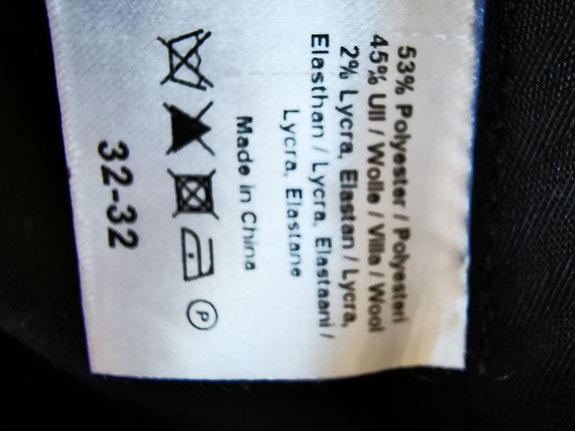 53% Polyester / Polyesteri
45% Ull / Wolle / Villa / Wool
2% Lycra, Elastan / Lycra,
Elasthan / Lycra, Elastaani /
Lycra, Elastane
Made in China
P
32-32